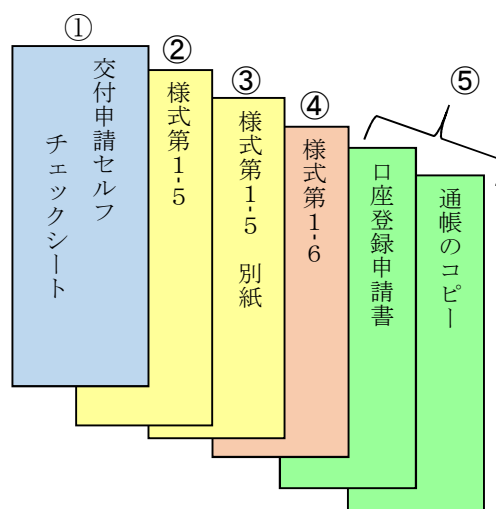 ①
交付申請セルフ
チェックシート
②
様式第1-5
③
様式第1-5 別紙
④
様式第1-6
⑤
口座登録申請書
通帳のコピー